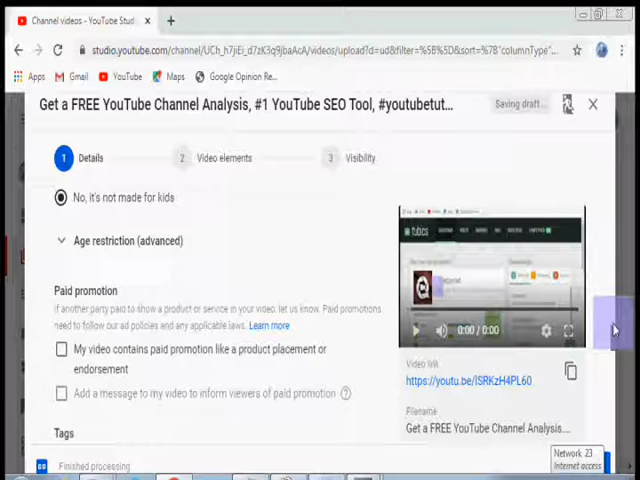 Channel videos - YouTube Stud
studio.youtube.com/channel/UCh_h7jiEi_d7zK3q9jbaAcA/videos/upload?d=ud&filter=%5B%5D&sort=%7B"columnType"...
Apps Gmail YouTube Maps Google Opinion Re...
Get a FREE YouTube Channel Analysis, #1 YouTube SEO Tool, #youtubetut... Saving draft...
1 Details 2 Video elements 3 Visibility
No, it's not made for kids
Age restriction (advanced)
tubics
Paid promotion
If another party paid to show a product or service in your video, let us know. Paid promotions
need to follow our ad policies and any applicable laws. Learn more
0:00 / 0:00
My video contains paid promotion like a product placement or
endorsement
Video link
https://youtu.be/lSRKzH4PL60
Add a message to my video to inform viewers of paid promotion
Filename
Get a FREE YouTube Channel Analysis....
Tags
Network 23
Internet access
Finished processing